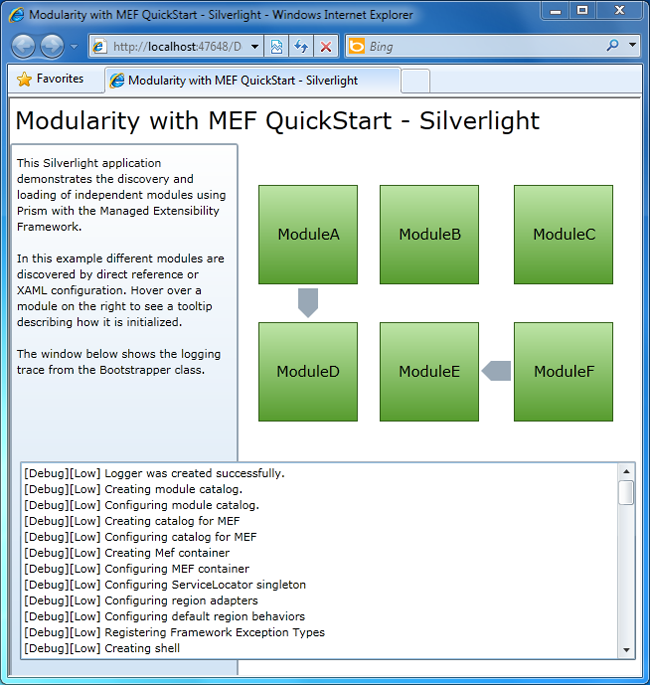 Modularity with MEF QuickStart - Silverlight - Windows Internet Explorer
http://localhost:47648/D
Bing
Favorites
Modularity with MEF QuickStart - Silverlight
Modularity with MEF QuickStart - Silverlight
This Silverlight application
demonstrates the discovery and
loading of independent modules using
Prism with the Managed Extensibility
Framework.
In this example different modules are
discovered by direct reference or
XAML configuration. Hover over a
module on the right to see a tooltip
describing how it is initialized.
The window below shows the logging
trace from the Bootstrapper class.
ModuleA
ModuleB
ModuleC
ModuleD
ModuleE
ModuleF
[Debug][Low] Logger was created successfully.
[Debug][Low] Creating module catalog.
[Debug][Low] Configuring module catalog.
[Debug][Low] Creating catalog for MEF
[Debug][Low] Configuring catalog for MEF
[Debug][Low] Creating Mef container
[Debug][Low] Configuring MEF container
[Debug][Low] Configuring ServiceLocator singleton
[Debug][Low] Configuring region adapters
[Debug][Low] Configuring default region behaviors
[Debug][Low] Registering Framework Exception Types
[Debug][Low] Creating shell